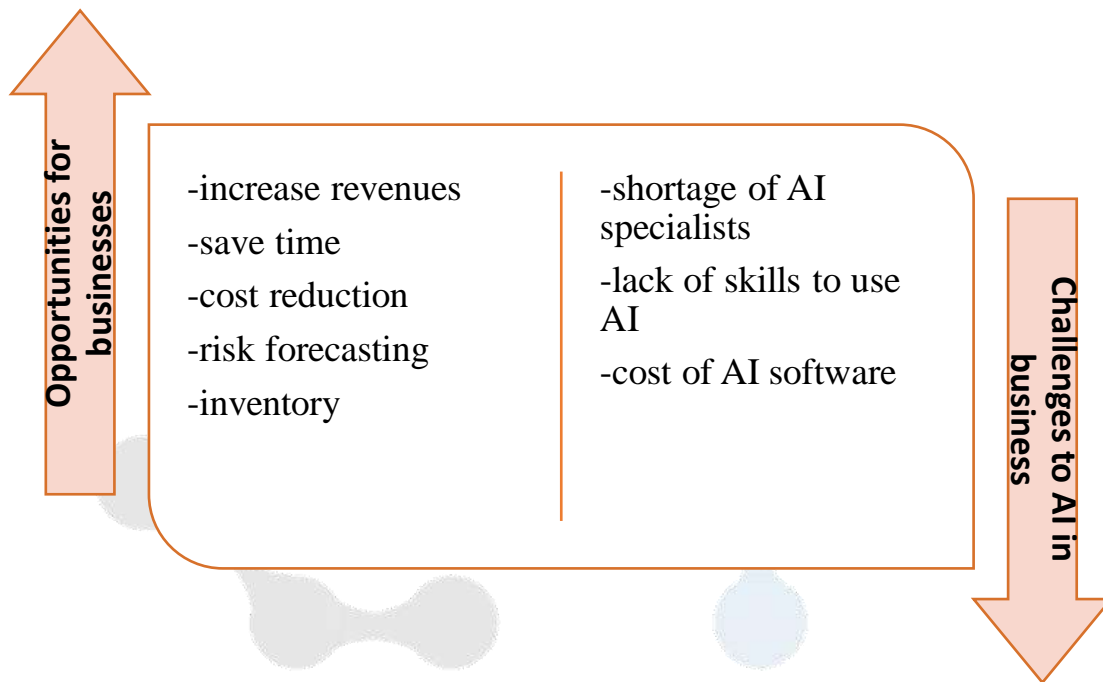 Opportunities for
businesses
-increase revenues
-save time
-cost reduction
-risk forecasting
-inventory
-shortage of AI
specialists
-lack of skills to use
AI
-cost of AI software
Challenges to AI in
business